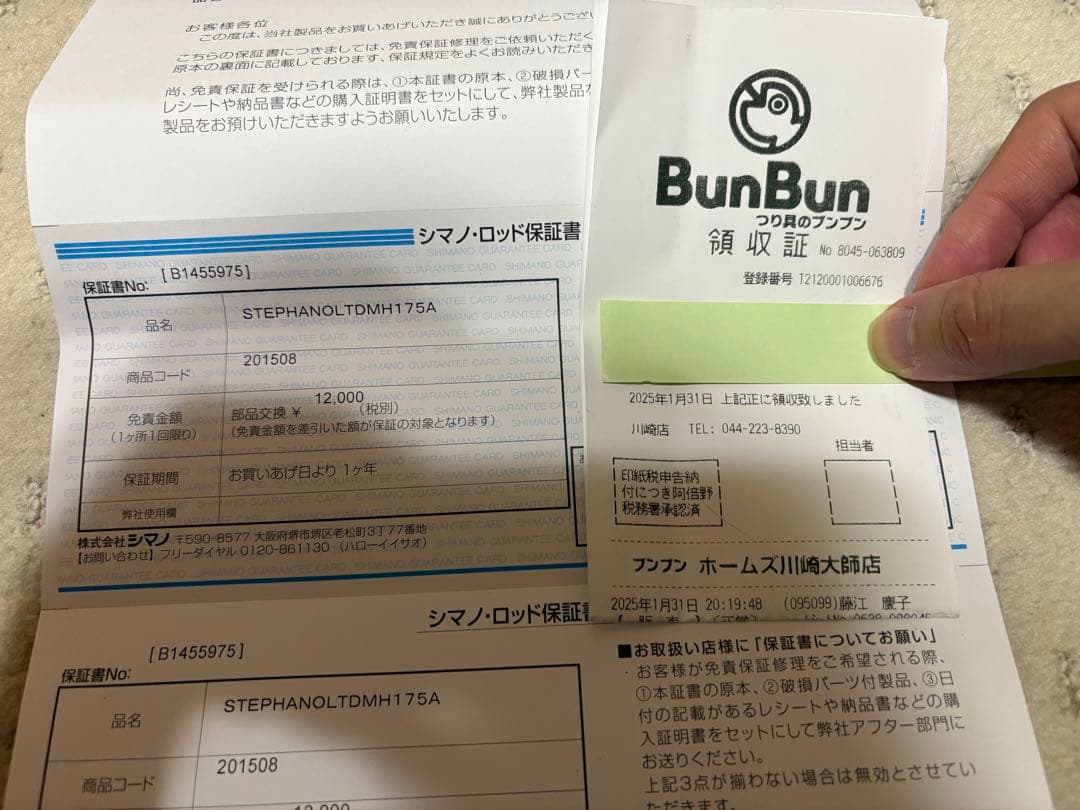 お客様各位
この度は、当社製品をお買いあげいただき誠にありがとうござい
こちらの保証書につきましては、免責保証修理をご依頼いただく
原本の裏面に記載しております、保証規定をよくお読みいただき
尚、免責保証を受けられる際は、①本証書の原本、②破損パー
レシートや納品書などの購入証明書をセットにして、弊社製品
製品をお預けいただきますようお願いいたします。
シマノ・ロッド保証書
保証書No: [B1455975]
品名 STEPHANOLTDMH175A
商品コード 201508
免責金額 部品交換 ¥ 12,000 (税別)
(1ヶ所1回限り) (免責金額を差引いた額が保証の対象となります)
保証期間 お買いあげ日より 1ヶ年
弊社使用欄
株式会社 シマノ 〒590-8577 大阪府堺市堺区老松町3丁77番地
【お問い合わせ】フリーダイヤル 0120-861130 (ハローイイサオ)
シマノ・ロッド保証書
保証書No: [B1455975]
品名 STEPHANOLTDMH175A
商品コード 201508
12,000
BunBun
つり具のブンブン
領収証 No 8045-063809
登録番号 T2120001006676
2025年1月31日 上記正に領収致しました
川崎店 TEL: 044-223-8390
担当者
印紙税申告納
付につき阿倍野
税務署承認済
ブンブン ホームズ川崎大師店
2025年1月31日 20:19:48 (095099)藤江 慶子
■お取扱い店様に「保証書についてお願い」
・お客様が免責保証修理をご希望される際、
①本証書の原本、②破損パーツ付製品、③日
付の記載があるレシートや納品書などの購
入証明書をセットにして弊社アフター部門に
お送りください。
上記3点が揃わない場合は無効とさせてい
ただきます。